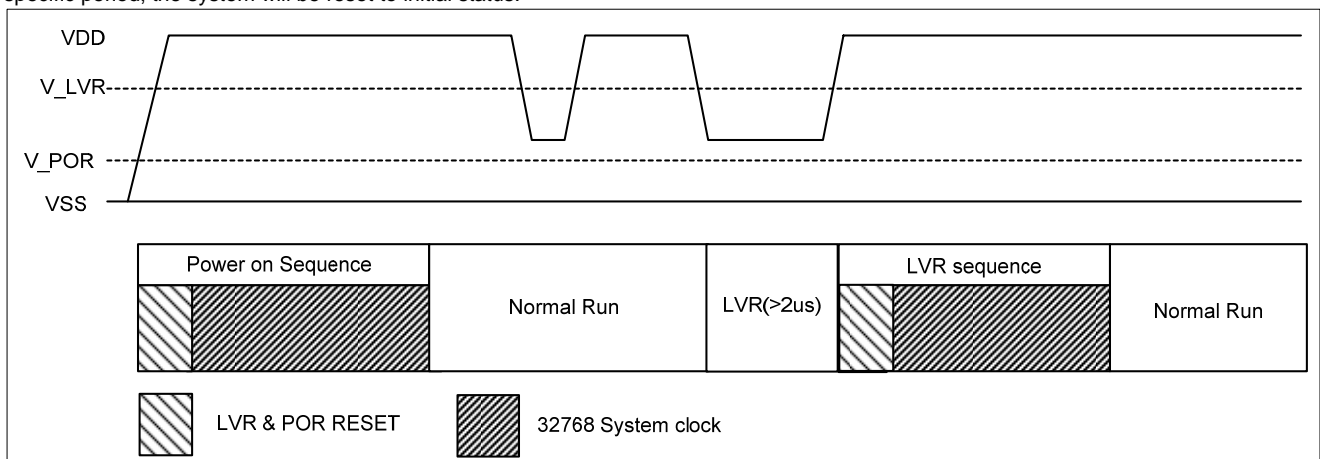 specific period, the system will be reset to initial status.
VDD
V_LVR
V_POR
VSS
Power on Sequence
LVR sequence
Normal Run
LVR(>2us)
Normal Run
LVR & POR RESET
32768 System clock